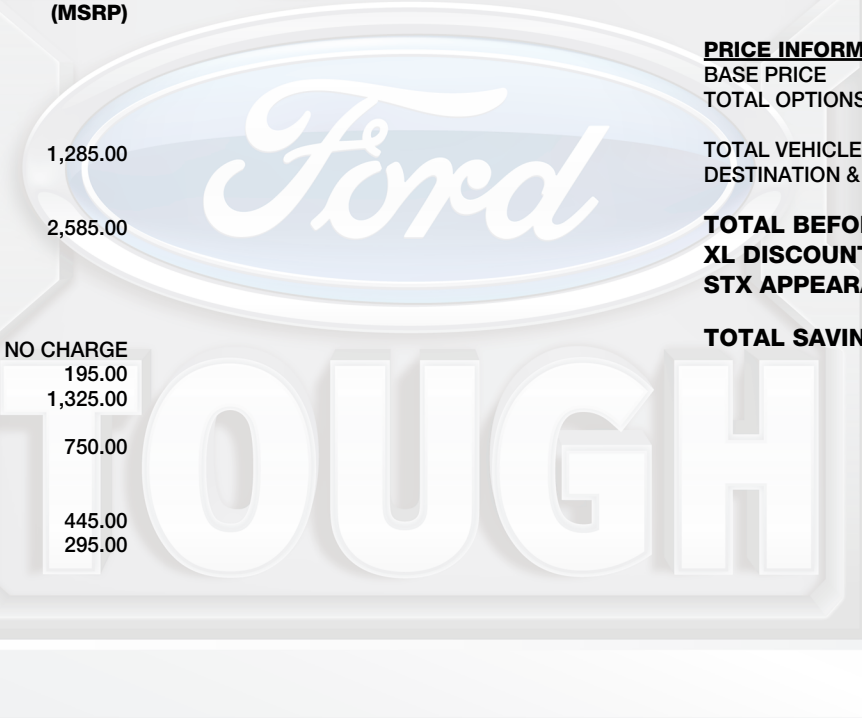 (MSRP)
1,285.00
2,585.00
NO CHARGE
195.00
1,325.00
750.00
445.00
295.00
PRICE INFORM
BASE PRICE
TOTAL OPTIONS
TOTAL VEHICLE
DESTINATION &
TOTAL BEFO
XL DISCOUNT
STX APPEAR
TOTAL SAVIN
Ford
TOUGH